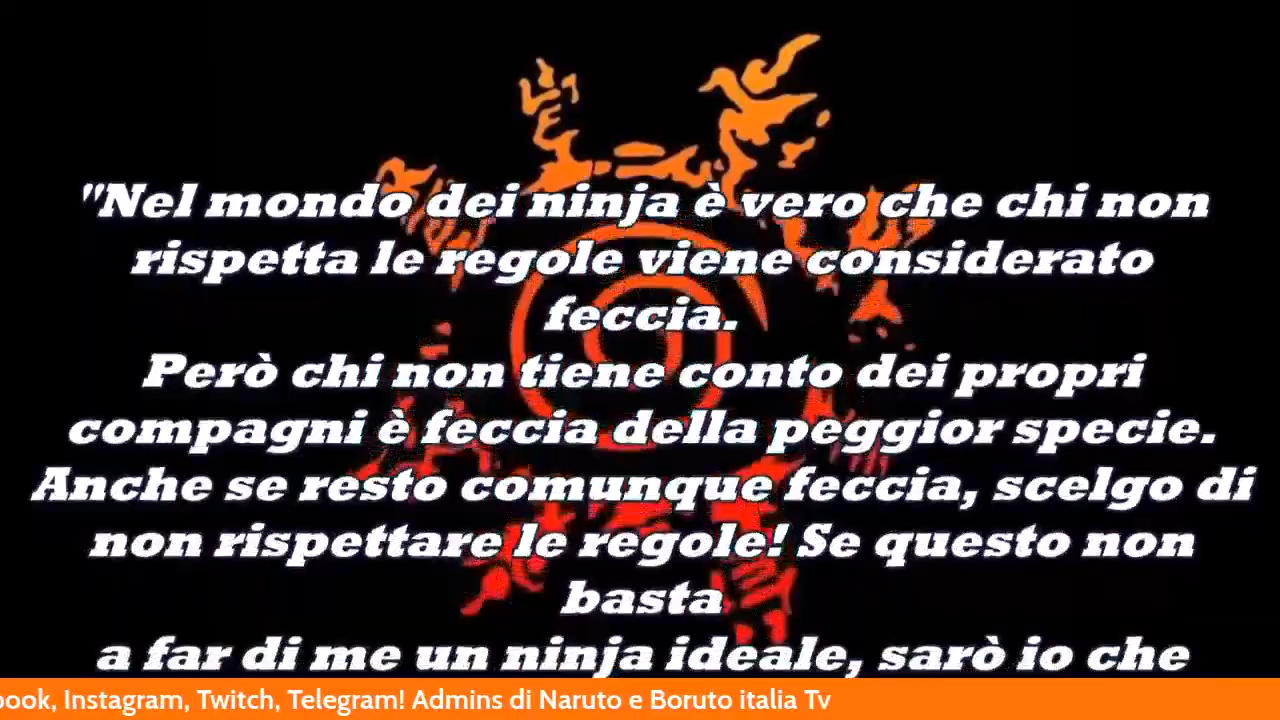 "Nel mondo dei ninja è vero che chi non
rispetta le regole viene considerato
feccia.
Però chi non tiene conto dei propri
compagni è feccia della peggior specie.
Anche se resto comunque feccia, scelgo di
non rispettare le regole! Se questo non
basta
a far di me un ninja ideale, sarò io che
book, Instagram, Twitch, Telegram! Admins di Naruto e Boruto italia Tv